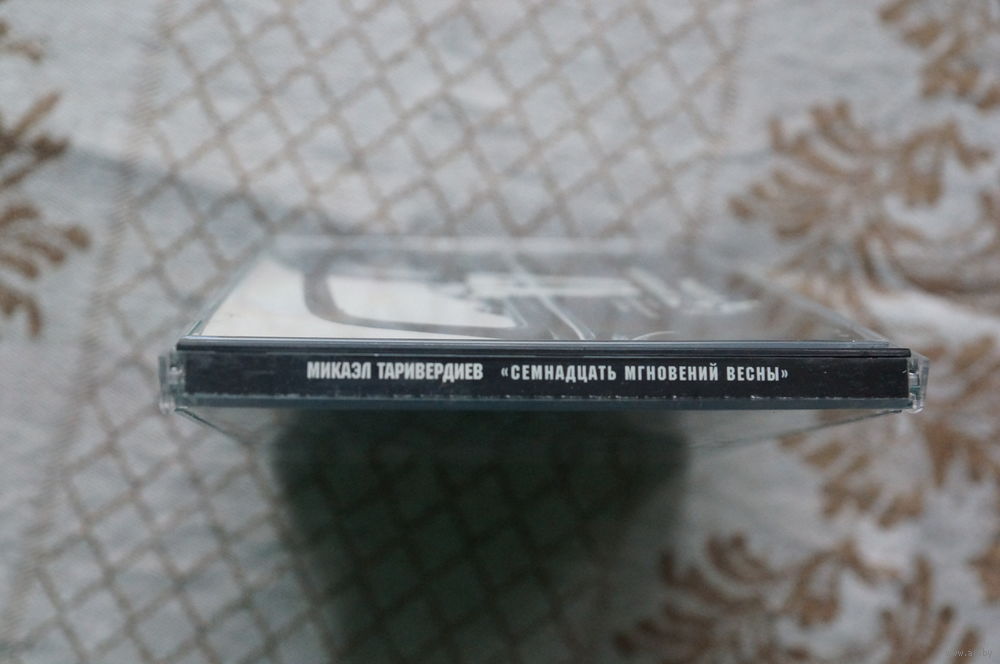 МИКАЭЛ ТАРИВЕРДИЕВ «СЕМНАДЦАТЬ МГНОВЕНИЙ ВЕСНЫ»